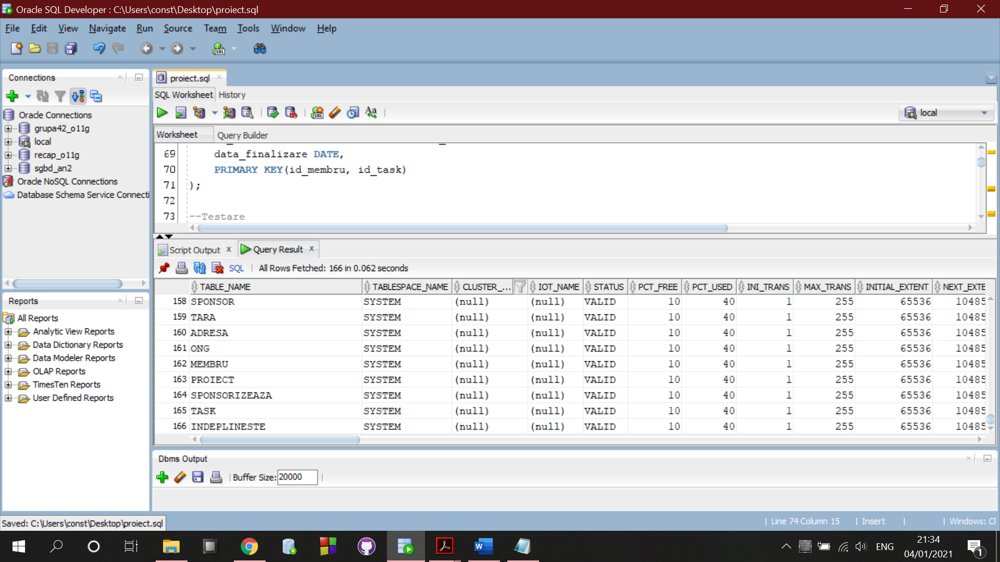 Oracle SQL Developer : C:\Users\const\Desktop\proiect.sql
File Edit View Navigate Run Source Team Tools Window Help
Connections
Oracle Connections
grupa42_o11g
local
recap_o11g
sgbd_an2
Oracle NoSQL Connections
Database Schema Service Connecti
Reports
All Reports
Analytic View Reports
Data Dictionary Reports
Data Modeler Reports
OLAP Reports
TimesTen Reports
User Defined Reports
proiect.sql
SQL Worksheet History
local
Worksheet Query Builder
69 data_finalizare DATE,
70 PRIMARY KEY(id_membru, id_task)
71 );
72
73 --Testare
Script Output Query Result
SQL All Rows Fetched: 166 in 0.062 seconds
TABLE_NAME TABLESPACE_NAME CLUSTER_... IOT_NAME STATUS PCT_FREE PCT_USED INI_TRANS MAX_TRANS INITIAL_EXTENT NEXT_EXTE
158 SPONSOR SYSTEM (null) (null) VALID 10 40 1 255 65536 10485
159 TARA SYSTEM (null) (null) VALID 10 40 1 255 65536 10485
160 ADRESA SYSTEM (null) (null) VALID 10 40 1 255 65536 10485
161 ONG SYSTEM (null) (null) VALID 10 40 1 255 65536 10485
162 MEMBRU SYSTEM (null) (null) VALID 10 40 1 255 65536 10485
163 PROIECT SYSTEM (null) (null) VALID 10 40 1 255 65536 10485
164 SPONSORIZEAZA SYSTEM (null) (null) VALID 10 40 1 255 65536 10485
165 TASK SYSTEM (null) (null) VALID 10 40 1 255 65536 10485
166 INDEPLINESTE SYSTEM (null) (null) VALID 10 40 1 255 65536 10485
Dbms Output
Buffer Size: 20000
Saved: C:\Users\const\Desktop\proiect.sql
Line 74 Column 15 Insert Windows: CR
ENG
21:34
04/01/2021
1